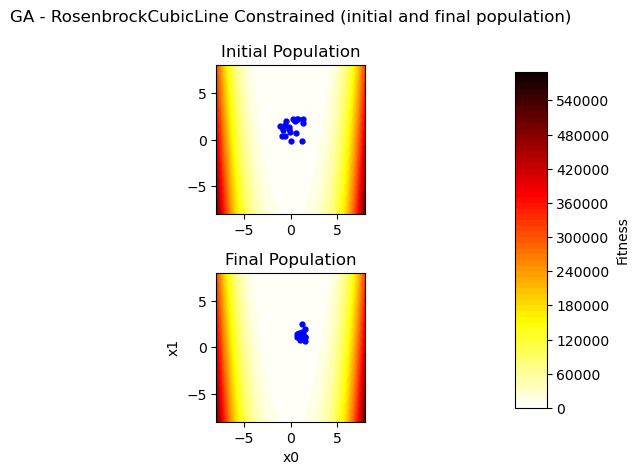 GA - RosenbrockCubicLine Constrained (initial and final population)
Initial Population
5
0
−5
−5 0 5
Final Population
5
0
−5
−5 0 5
x0
x1
540000
480000
420000
360000
300000
240000
180000
120000
60000
0
Fitness